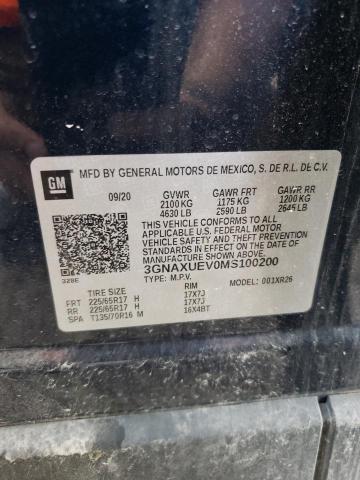 GM
MFD BY GENERAL MOTORS DE MEXICO, S. DE R.L. DE C.V.
09/20 GVWR GAWR FRT GAWR RR
2100 KG 1175 KG 1200 KG
4630 LB 2590 LB 2645 LB
THIS VEHICLE CONFORMS TO ALL
APPLICABLE U.S. FEDERAL MOTOR
VEHICLE SAFETY AND THEFT
PREVENTION STANDARDS IN
EFFECT ON THE DATE OF
MANUFACTURE SHOWN ABOVE.
3GNAXUEV0MS100200
TYPE: M.P.V. MODEL: 001XR26
328E
TIRE SIZE RIM
FRT 225/65R17 H 17X7J
RR 225/65R17 H 17X7J
SPA T135/70R16 M 16X4BT